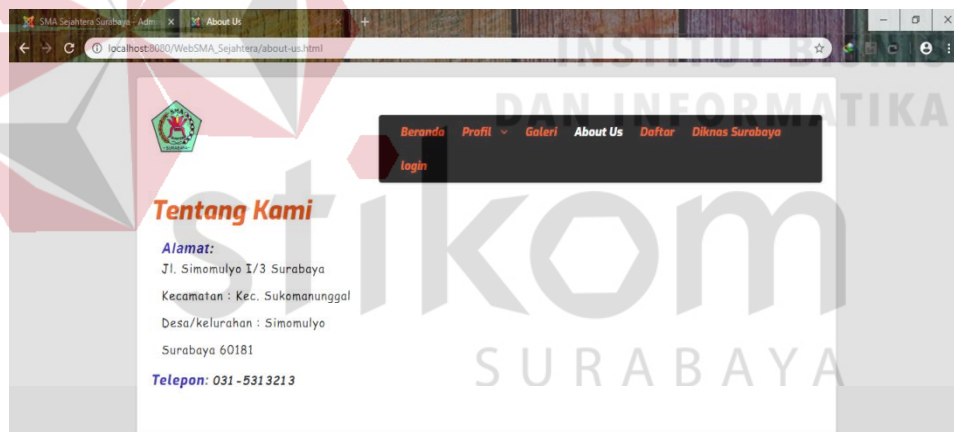 SMA Sejahtera Surabaya - Adm
About Us
localhost:8080/WebSMA_Sejahtera/about-us.html
INSTITUT BISNIS
DAN INFORMATIKA
SMA
Beranda Profil Galeri About Us Daftar Diknas Surabaya
login
Tentang Kami
Alamat:
Jl. Simomulyo I/3 Surabaya
Kecamatan : Kec. Sukomanunggal
Desa/kelurahan : Simomulyo
Surabaya 60181
Telepon: 031-5313213
stikom
SURABAYA